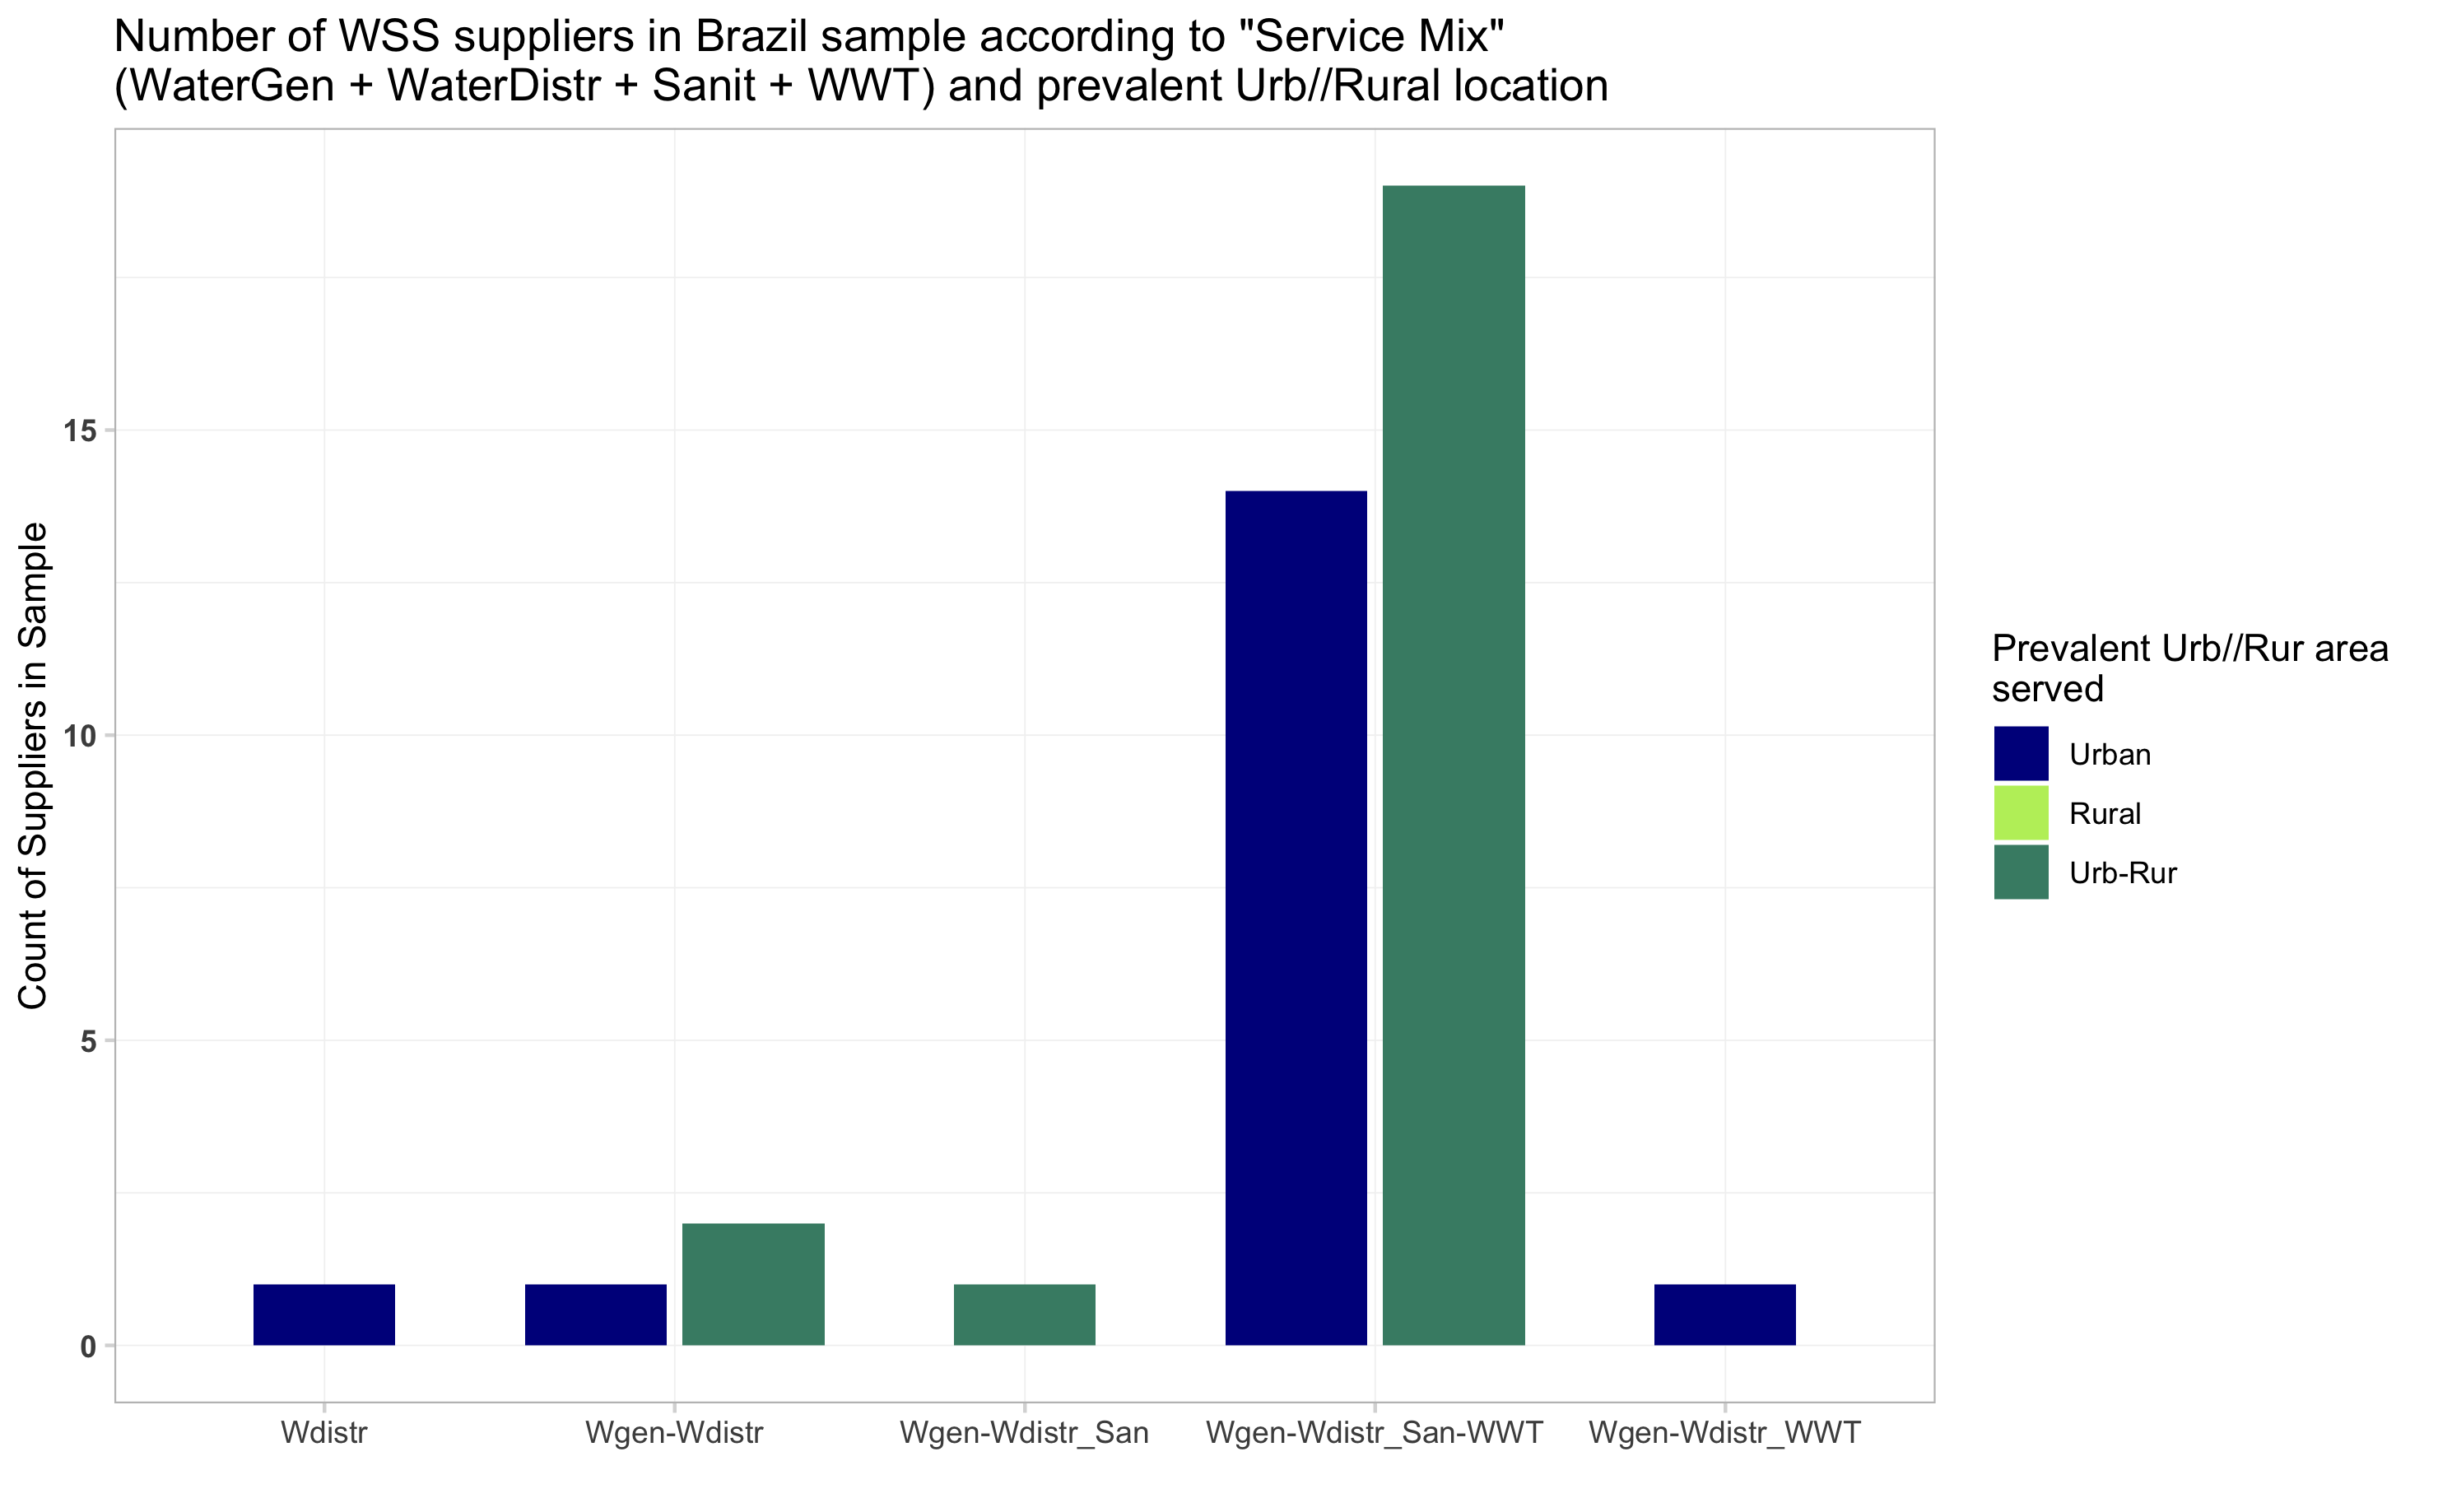 Number of WSS suppliers in Brazil sample according to "Service Mix"
(WaterGen + WaterDistr + Sanit + WWT) and prevalent Urb//Rural location
Count of Suppliers in Sample
15
10
5
0
Wdistr
Wgen-Wdistr
Wgen-Wdistr_San
Wgen-Wdistr_San-WWT
Wgen-Wdistr_WWT
Prevalent Urb//Rur area
served
Urban
Rural
Urb-Rur